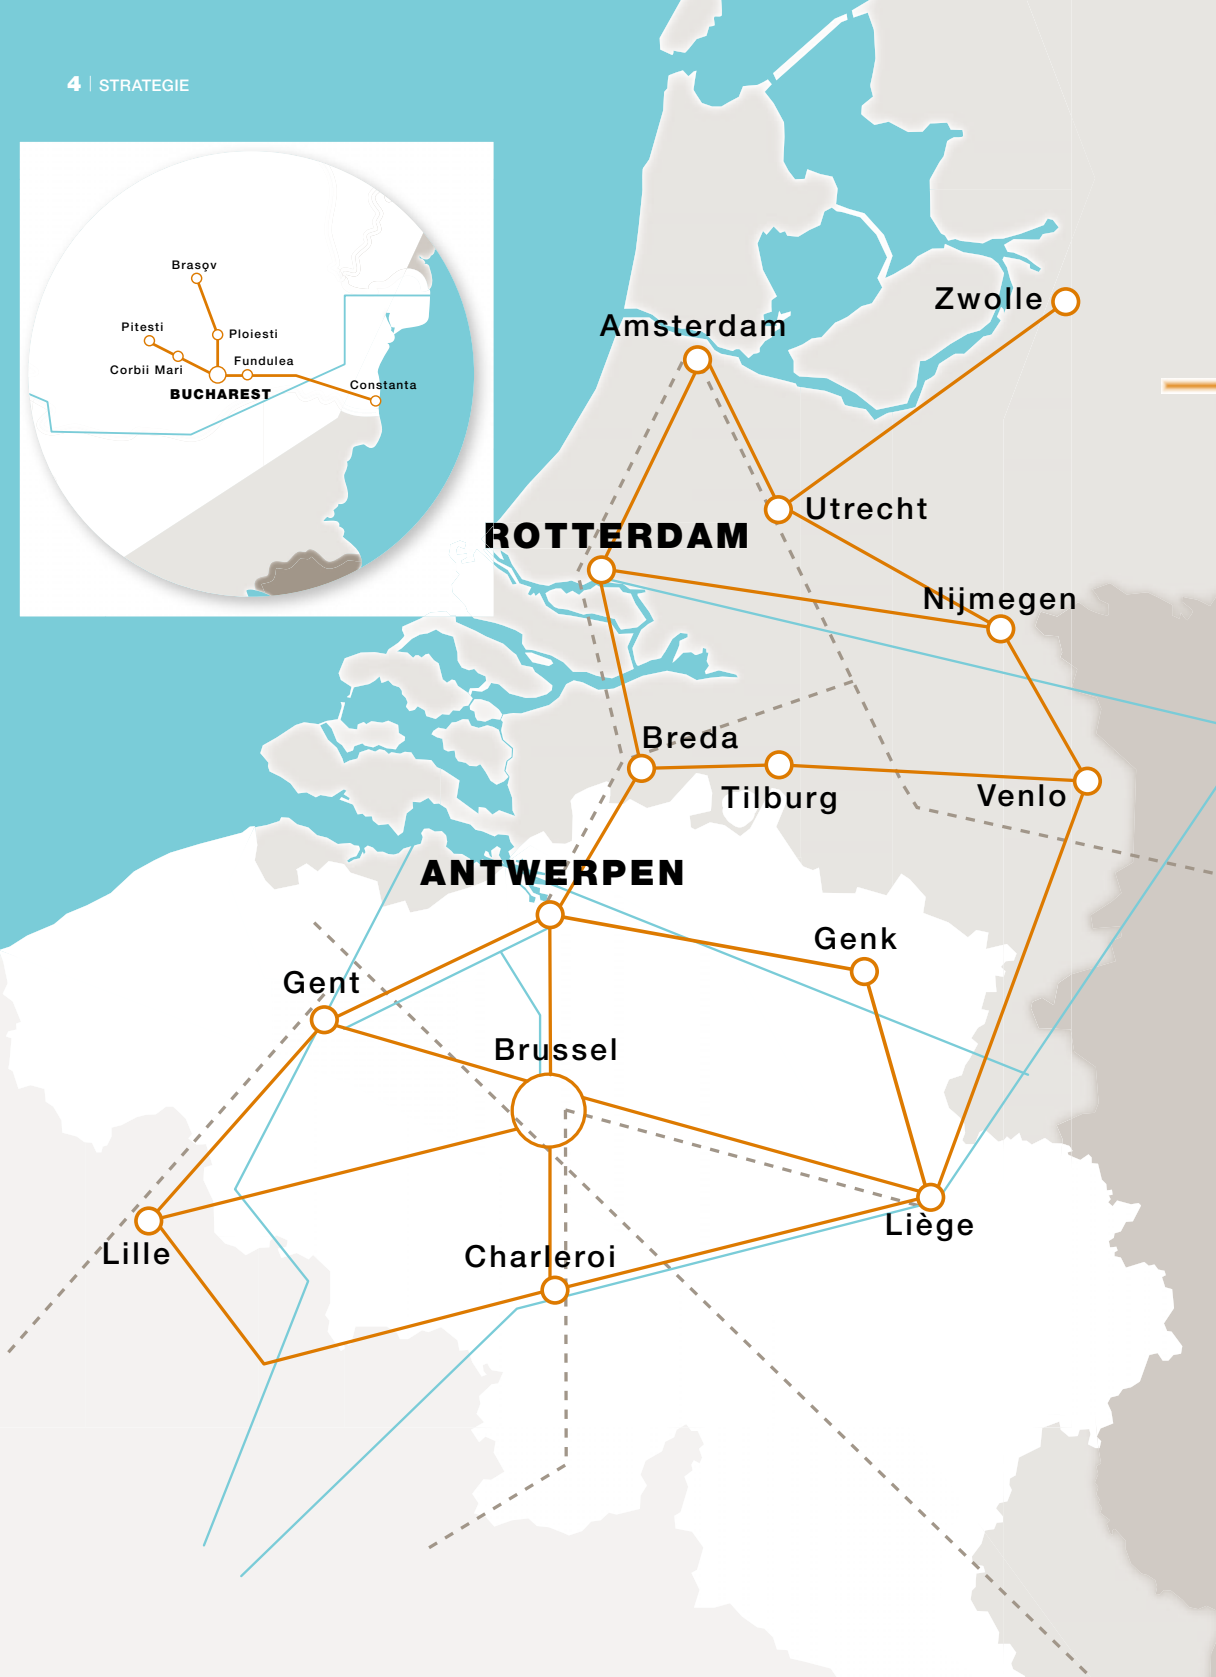 4 | STRATEGIE
Brasov
Pitesti
Ploiesti
Corbii Mari
Fundulea
BUCHAREST
Constanta
Zwolle
Amsterdam
Utrecht
ROTTERDAM
Nijmegen
Breda
Tilburg
Venlo
ANTWERPEN
Genk
Gent
Brussel
Liège
Lille
Charleroi